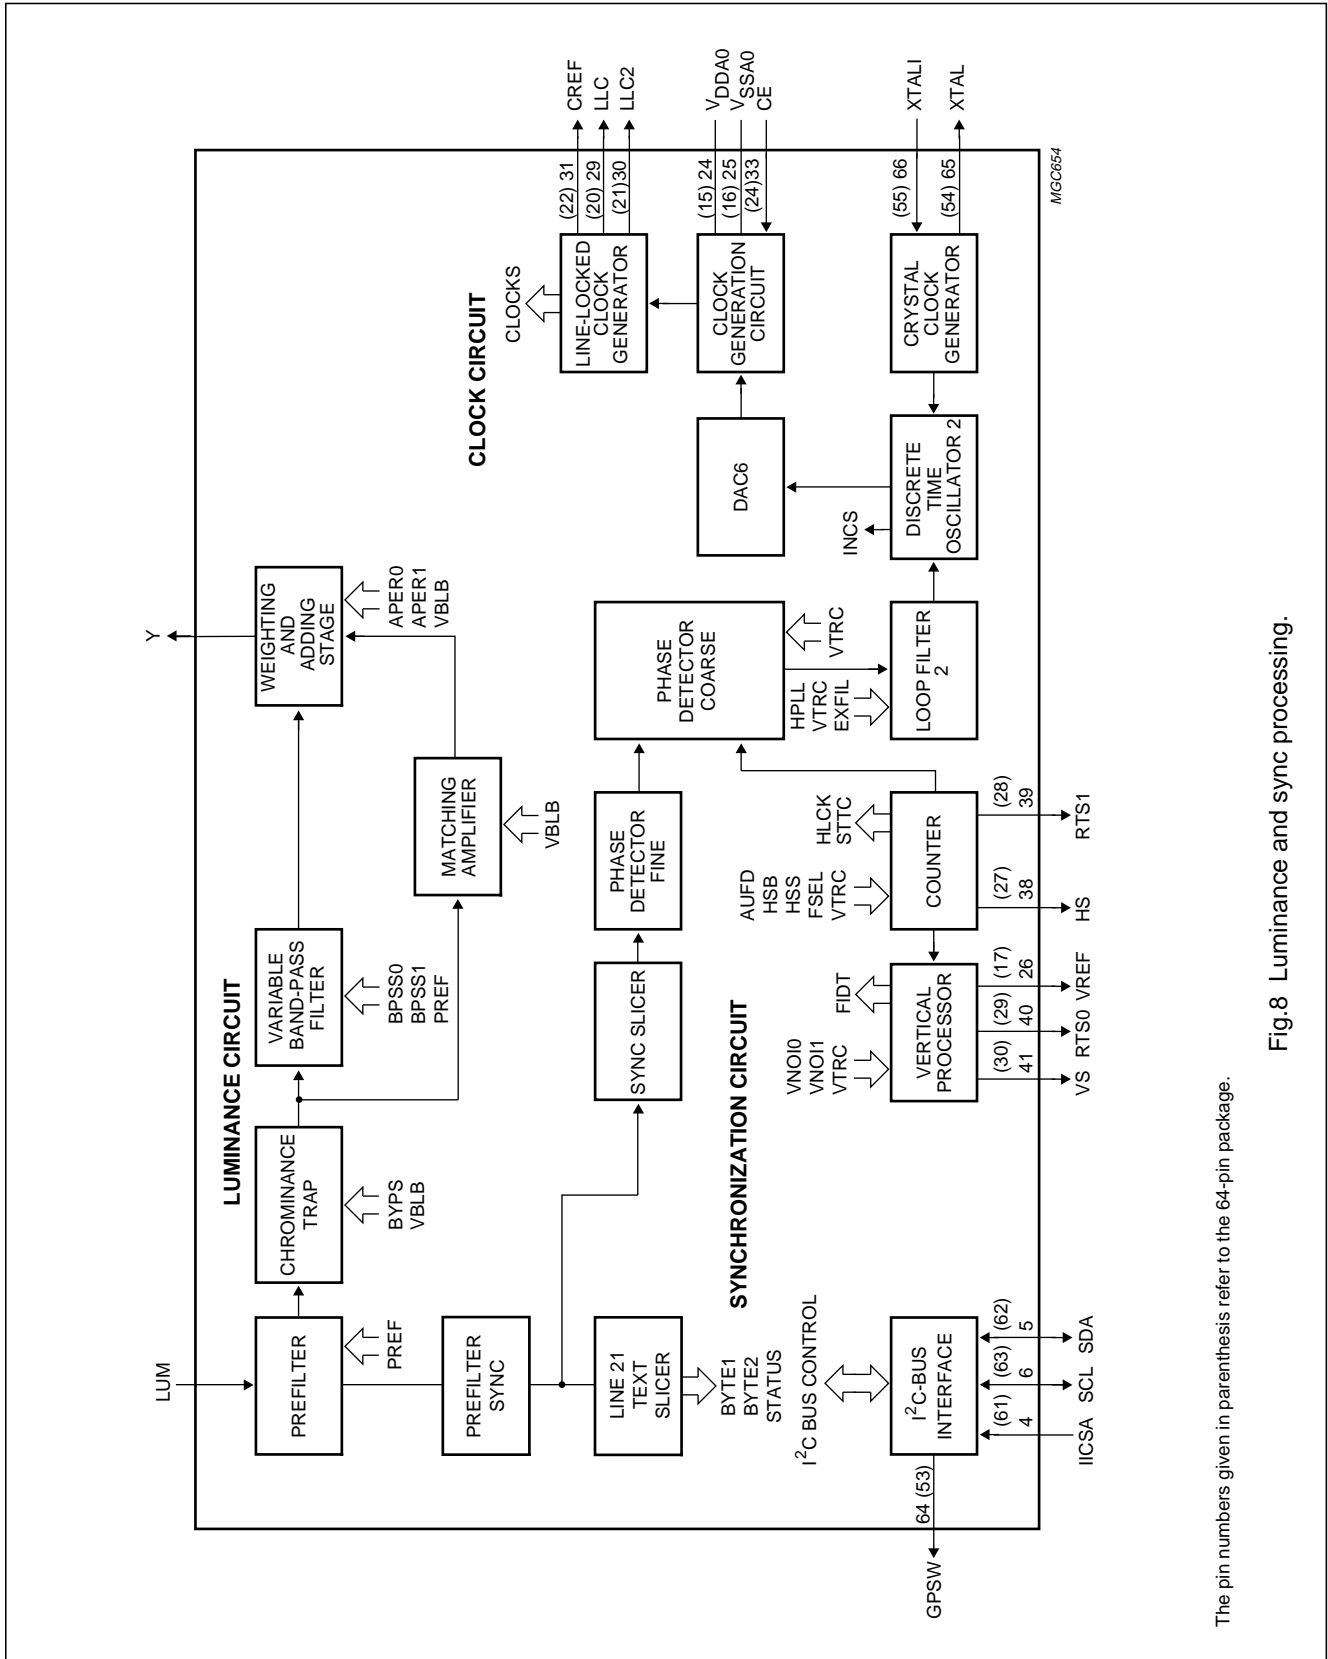 LUM
Y
LUMINANCE CIRCUIT
PREFILTER
PREF
CHROMINANCE
TRAP
BYPS
VBLB
VARIABLE
BAND-PASS
FILTER
BPSS0
BPSS1
PREF
WEIGHTING
AND
ADDING
STAGE
APER0
APER1
VBLB
MATCHING
AMPLIFIER
VBLB
CLOCK CIRCUIT
CLOCKS
LINE-LOCKED
CLOCK
GENERATOR
(22) 31
(20) 29
(21)30
CREF
LLC
LLC2
PREFILTER
SYNC
LINE 21
TEXT
SLICER
BYTE1
BYTE2
STATUS
SYNC SLICER
PHASE
DETECTOR
FINE
PHASE
DETECTOR
COARSE
VTRC
DAC6
CLOCK
GENERATION
CIRCUIT
(15) 24
(16) 25
(24)33
VDDA0
VSSA0
CE
SYNCHRONIZATION CIRCUIT
I2C BUS CONTROL
I2C-BUS
INTERFACE
64 (53)
GPSW
(61)
4
IICSA
(63)
6
SCL
(62)
5
SDA
VNOI0
VNOI1
VTRC
FIDT
VERTICAL
PROCESSOR
(30)
41
VS
(29)
40
RTS0
(17)
26
VREF
AUFD
HSB
HSS
FSEL
VTRC
HLCK
STTC
COUNTER
(27)
38
HS
(28)
39
RTS1
HPLL
VTRC
EXFIL
LOOP FILTER
2
INCS
DISCRETE
TIME
OSCILLATOR 2
CRYSTAL
CLOCK
GENERATOR
(55) 66
(54) 65
XTALI
XTAL
MGC654
The pin numbers given in parenthesis refer to the 64-pin package.
Fig.8 Luminance and sync processing.